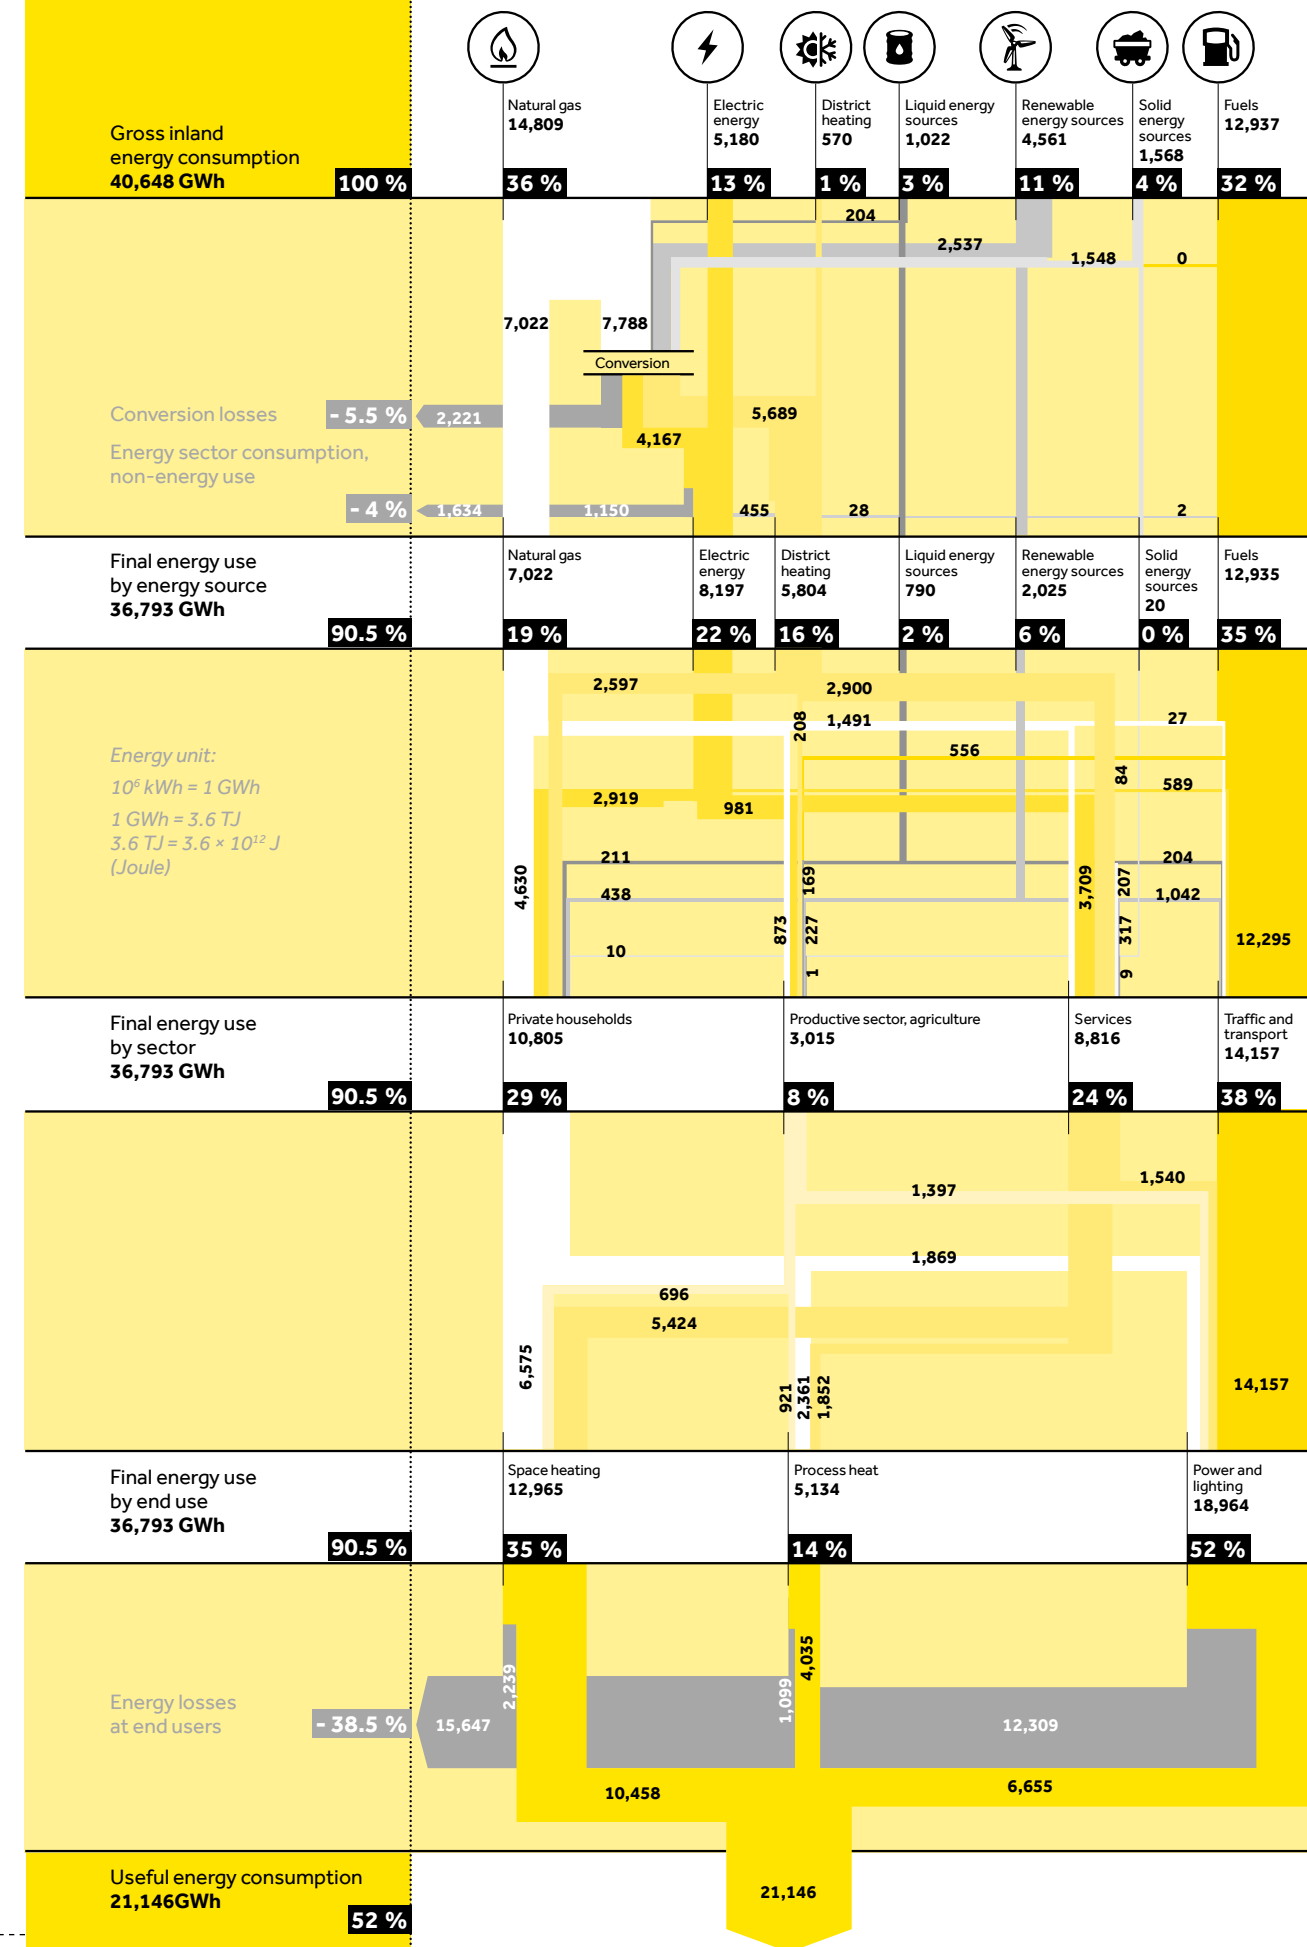 Natural gas
14,809
Electric
energy
5,180
District
heating
570
Liquid energy
sources
1,022
Renewable
energy sources
4,561
Solid
energy
sources
1,568
Fuels
12,937
Gross inland
energy consumption
40,648 GWh
100 %
36 %
13 %
1 %
3 %
11 %
4 %
32 %
204
2,537
1,548
0
7,022
7,788
Conversion
Conversion losses
- 5.5 %
2,221
5,689
4,167
Energy sector consumption,
non-energy use
- 4 %
1,634
1,150
455
28
2
Final energy use
by energy source
36,793 GWh
90.5 %
Natural gas
7,022
Electric
energy
8,197
District
heating
5,804
Liquid energy
sources
790
Renewable
energy sources
2,025
Solid
energy
sources
20
Fuels
12,935
19 %
22 %
16 %
2 %
6 %
0 %
35 %
2,597
2,900
208
1,491
27
556
84
589
2,919
981
Energy unit:
10⁶ kWh = 1 GWh
1 GWh = 3.6 TJ
3.6 TJ = 3.6 × 10¹² J
(Joule)
211
204
4,630
438
169
3,709
207
1,042
873
227
317
12,295
10
1
9
Final energy use
by sector
36,793 GWh
90.5 %
Private households
10,805
Productive sector, agriculture
3,015
Services
8,816
Traffic and
transport
14,157
29 %
8 %
24 %
38 %
1,540
1,397
1,869
696
5,424
6,575
921
2,361
1,852
14,157
Final energy use
by end use
36,793 GWh
90.5 %
Space heating
12,965
Process heat
5,134
Power and
lighting
18,964
35 %
14 %
52 %
2,239
1,099
4,035
Energy losses
at end users
- 38.5 %
15,647
12,309
10,458
6,655
Useful energy consumption
21,146GWh
52 %
21,146